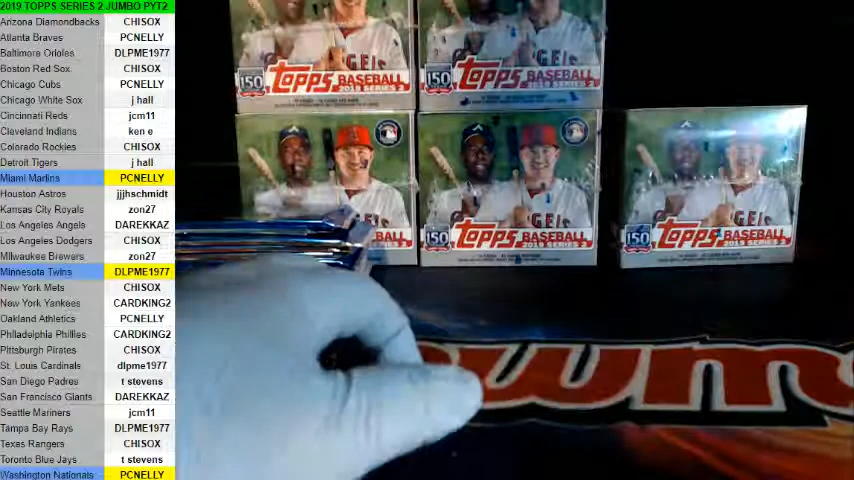 2019 TOPPS SERIES 2 JUMBO PYT2
Arizona Diamondbacks CHISOX
Atlanta Braves PCNELLY
Baltimore Orioles DLPME1977
Boston Red Sox CHISOX
Chicago Cubs PCNELLY
Chicago White Sox j hall
Cincinnati Reds jcm11
Cleveland Indians ken e
Colorado Rockies CHISOX
Detroit Tigers j hall
Miami Marlins PCNELLY
Houston Astros jjjhschmidt
Kansas City Royals zon27
Los Angeles Angels DAREKKAZ
Los Angeles Dodgers CHISOX
Milwaukee Brewers zon27
Minnesota Twins DLPME1977
New York Mets CHISOX
New York Yankees CARDKING2
Oakland Athletics PCNELLY
Philadelphia Phillies CARDKING2
Pittsburgh Pirates CHISOX
St. Louis Cardinals dlpme1977
San Diego Padres t stevens
San Francisco Giants DAREKKAZ
Seattle Mariners jcm11
Tampa Bay Rays DLPME1977
Texas Rangers CHISOX
Toronto Blue Jays t stevens
Washington Nationals PCNELLY
150 Topps BASEBALL
2019 SERIES 2
150 Topps BASEBALL
2019 SERIES 2
BASEBALL
SERIES 2
150 Topps BASEBALL
2019 SERIES 2
150 Topps BASEBALL
2019 SERIES 2